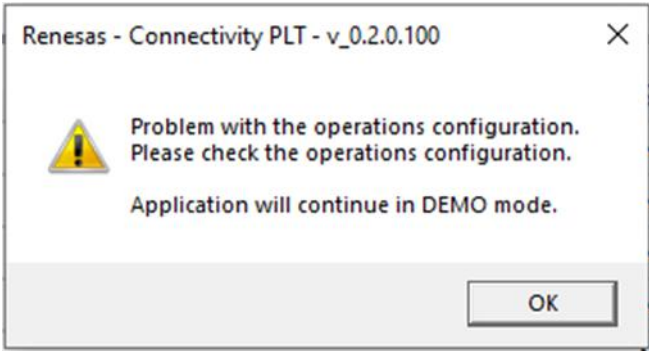 Renesas - Connectivity PLT - v_0.2.0.100
Problem with the operations configuration.
Please check the operations configuration.
Application will continue in DEMO mode.
OK